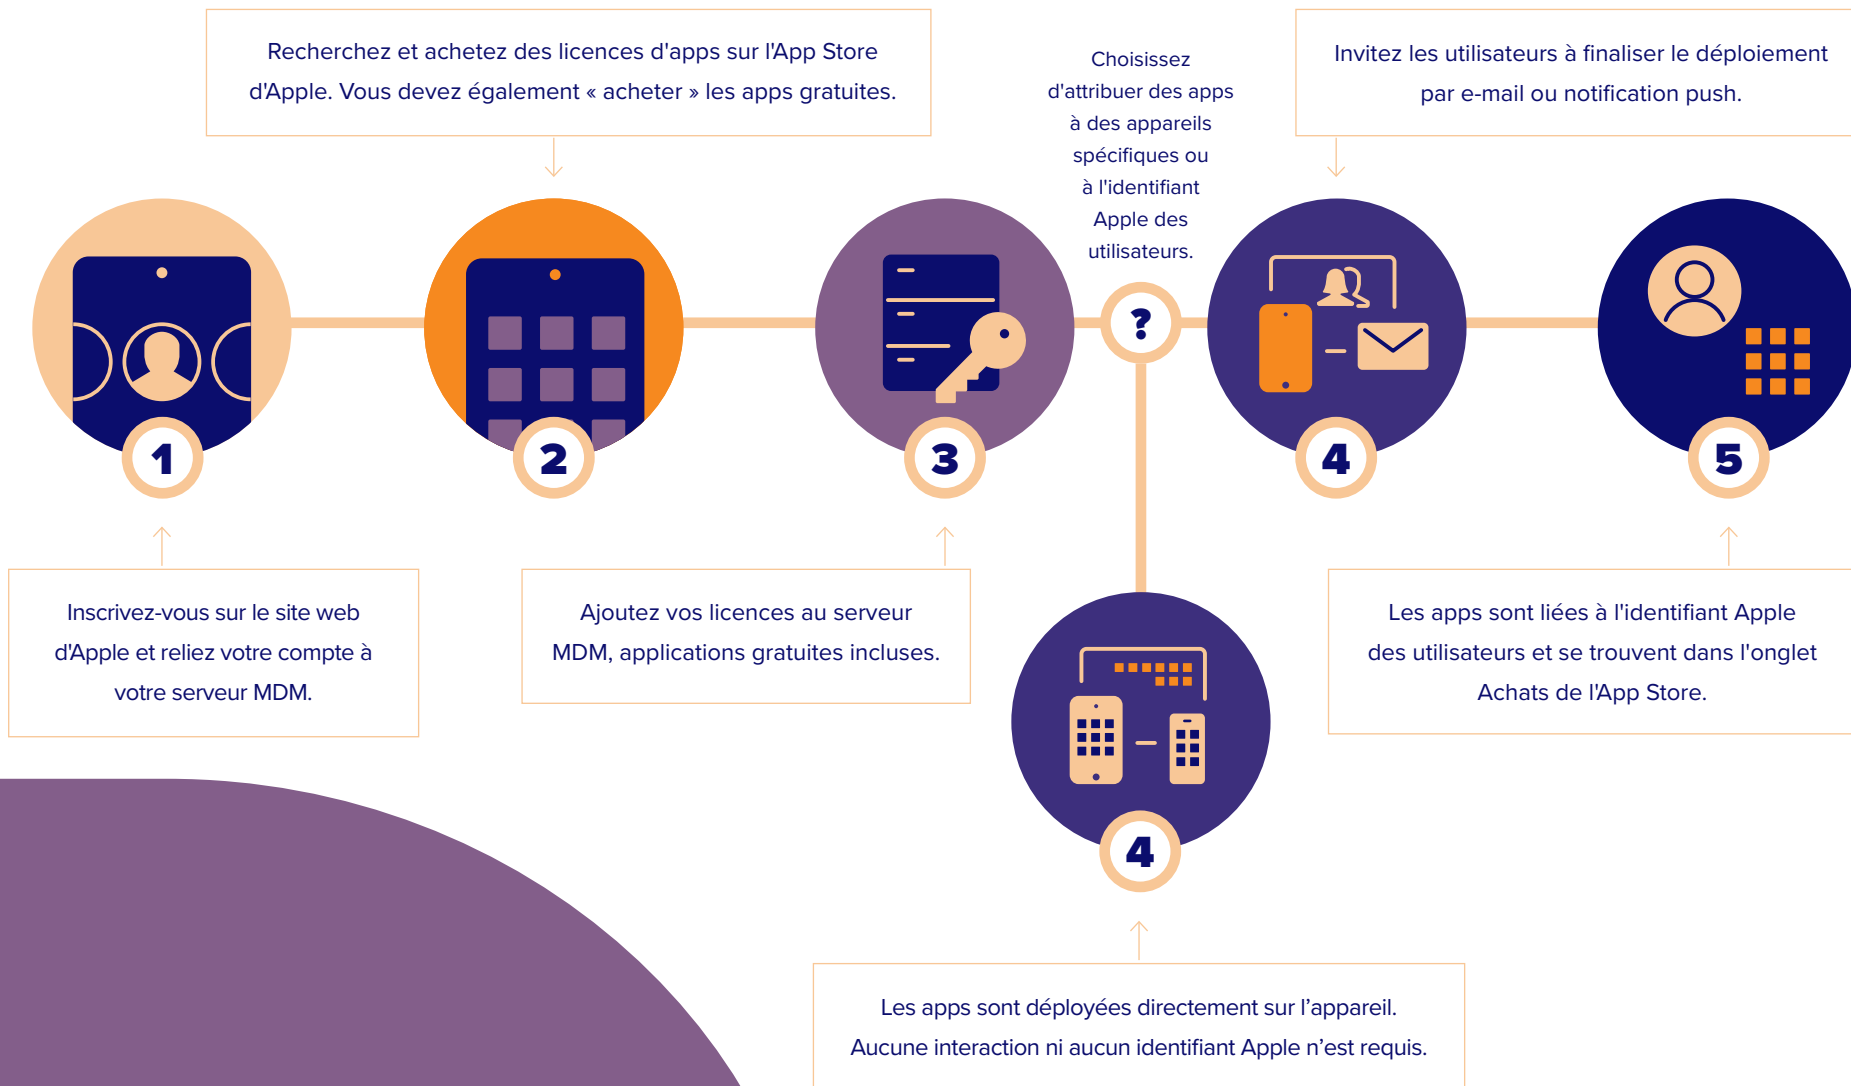 Recherchez et achetez des licences d'apps sur l'App Store
d'Apple. Vous devez également « acheter » les apps gratuites.
Choisissez
d'attribuer des apps
à des appareils
spécifiques ou
à l'identifiant
Apple des
utilisateurs.
Invitez les utilisateurs à finaliser le déploiement
par e-mail ou notification push.
?
1
2
3
4
5
Inscrivez-vous sur le site web
d'Apple et reliez votre compte à
votre serveur MDM.
Ajoutez vos licences au serveur
MDM, applications gratuites incluses.
Les apps sont liées à l'identifiant Apple
des utilisateurs et se trouvent dans l'onglet
Achats de l'App Store.
4
Les apps sont déployées directement sur l’appareil.
Aucune interaction ni aucun identifiant Apple n’est requis.